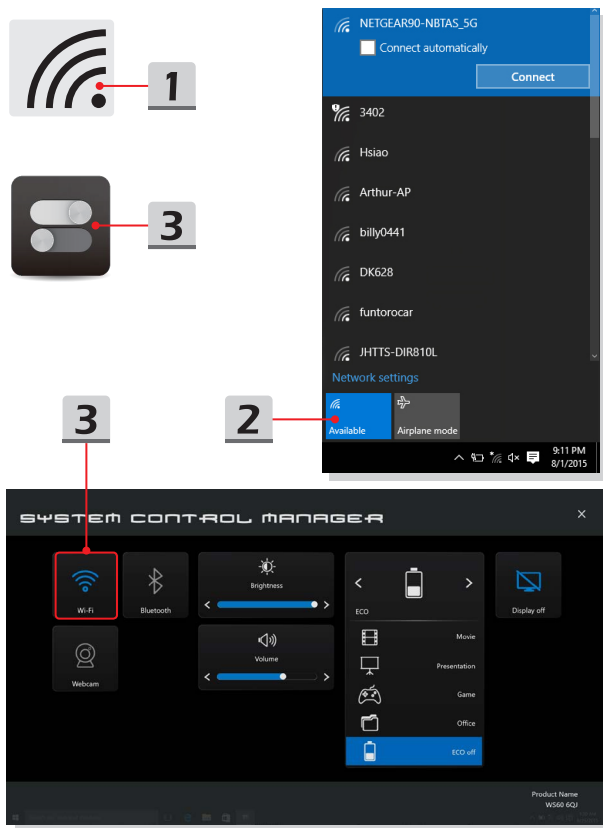 1
3
NETGEAR90-NBTAS_5G
Connect automatically
Connect
3402
Hsiao
Arthur-AP
billy0441
DK628
funtorocar
JHTTS-DIR810L
Network settings
Available
Airplane mode
9:11 PM
8/1/2015
2
3
SYSTEM CONTROL MANAGER
Wi-Fi
Bluetooth
Brightness
ECO
Display off
Webcam
Volume
Movie
Presentation
Game
Office
ECO off
Product Name
WS60 6QJ